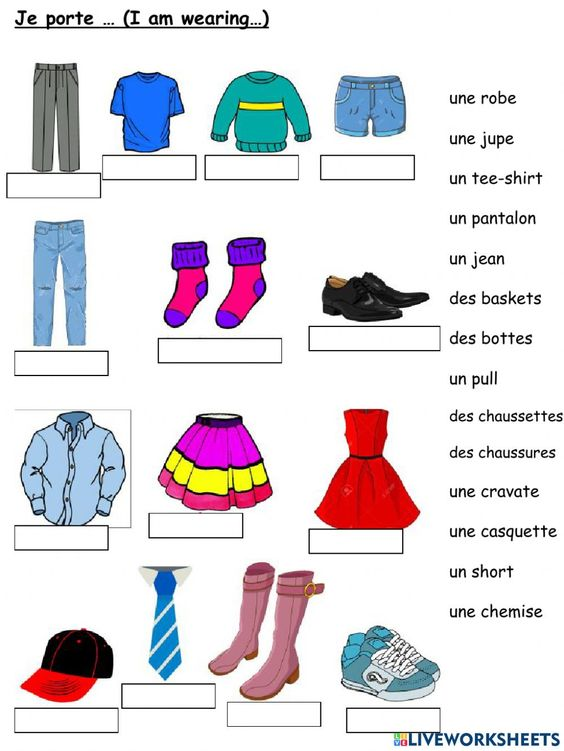 Je porte … (I am wearing…)
une robe
une jupe
un tee-shirt
un pantalon
un jean
des baskets
des bottes
un pull
des chaussettes
des chaussures
une cravate
une casquette
un short
une chemise
LIVEWORKSHEETS